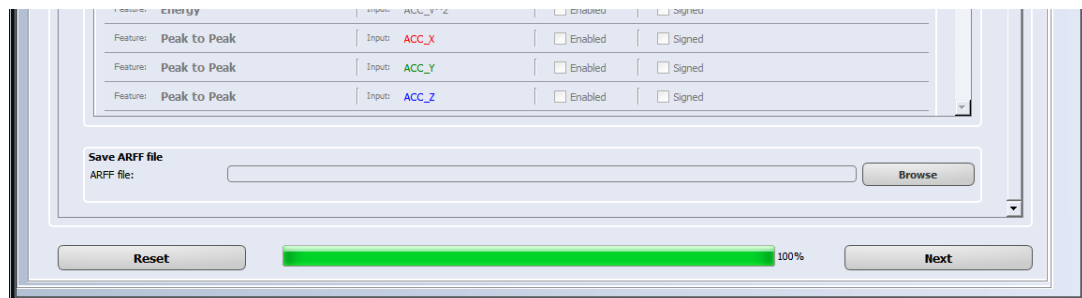 Feature: Energy Input: ACC_V^2 Enabled Signed
Feature: Peak to Peak Input: ACC_X Enabled Signed
Feature: Peak to Peak Input: ACC_Y Enabled Signed
Feature: Peak to Peak Input: ACC_Z Enabled Signed
Save ARFF file
ARFF file: Browse
Reset 100% Next